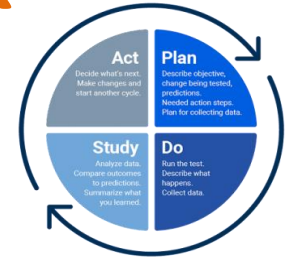 Act
Decide what's next.
Make changes and
start another cycle.
Plan
Describe objective,
change being tested,
predictions.
Needed action steps.
Plan for collecting data.
Study
Analyze data.
Compare outcomes
to predictions.
Summarize what
you learned.
Do
Run the test.
Describe what
happens.
Collect data.